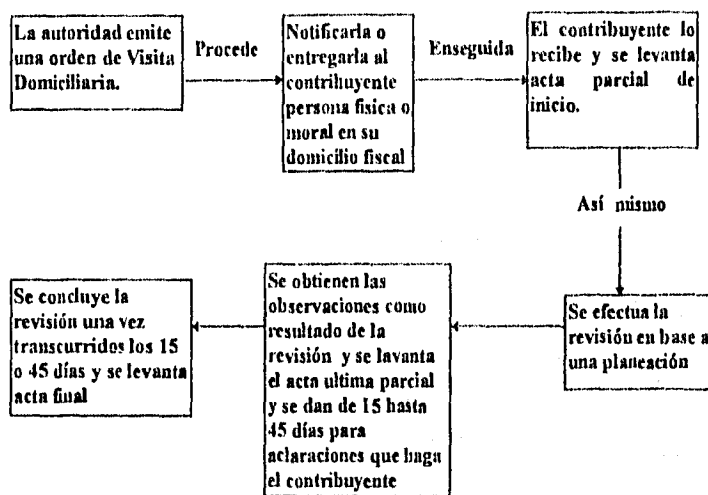 La autoridad emite
una orden de Visita
Domiciliaria.
Procede
Notificarla o
entregarla al
contribuyente
persona fisica o
moral en su
domicilio fiscal
Enseguida
El contribuyente lo
recibe y se levanta
acta parcial de
inicio.
Así mismo
Se efectua la
revisión en base a
una planeación
Se obtienen las
observaciones como
resultado de la
revisión y se lavanta
el acta ultima parcial
y se dan de 15 hasta
45 días para
aclaraciones que haga
el contribuyente
Se concluye la
revisión una vez
transcurridos los 15
o 45 días y se levanta
acta final